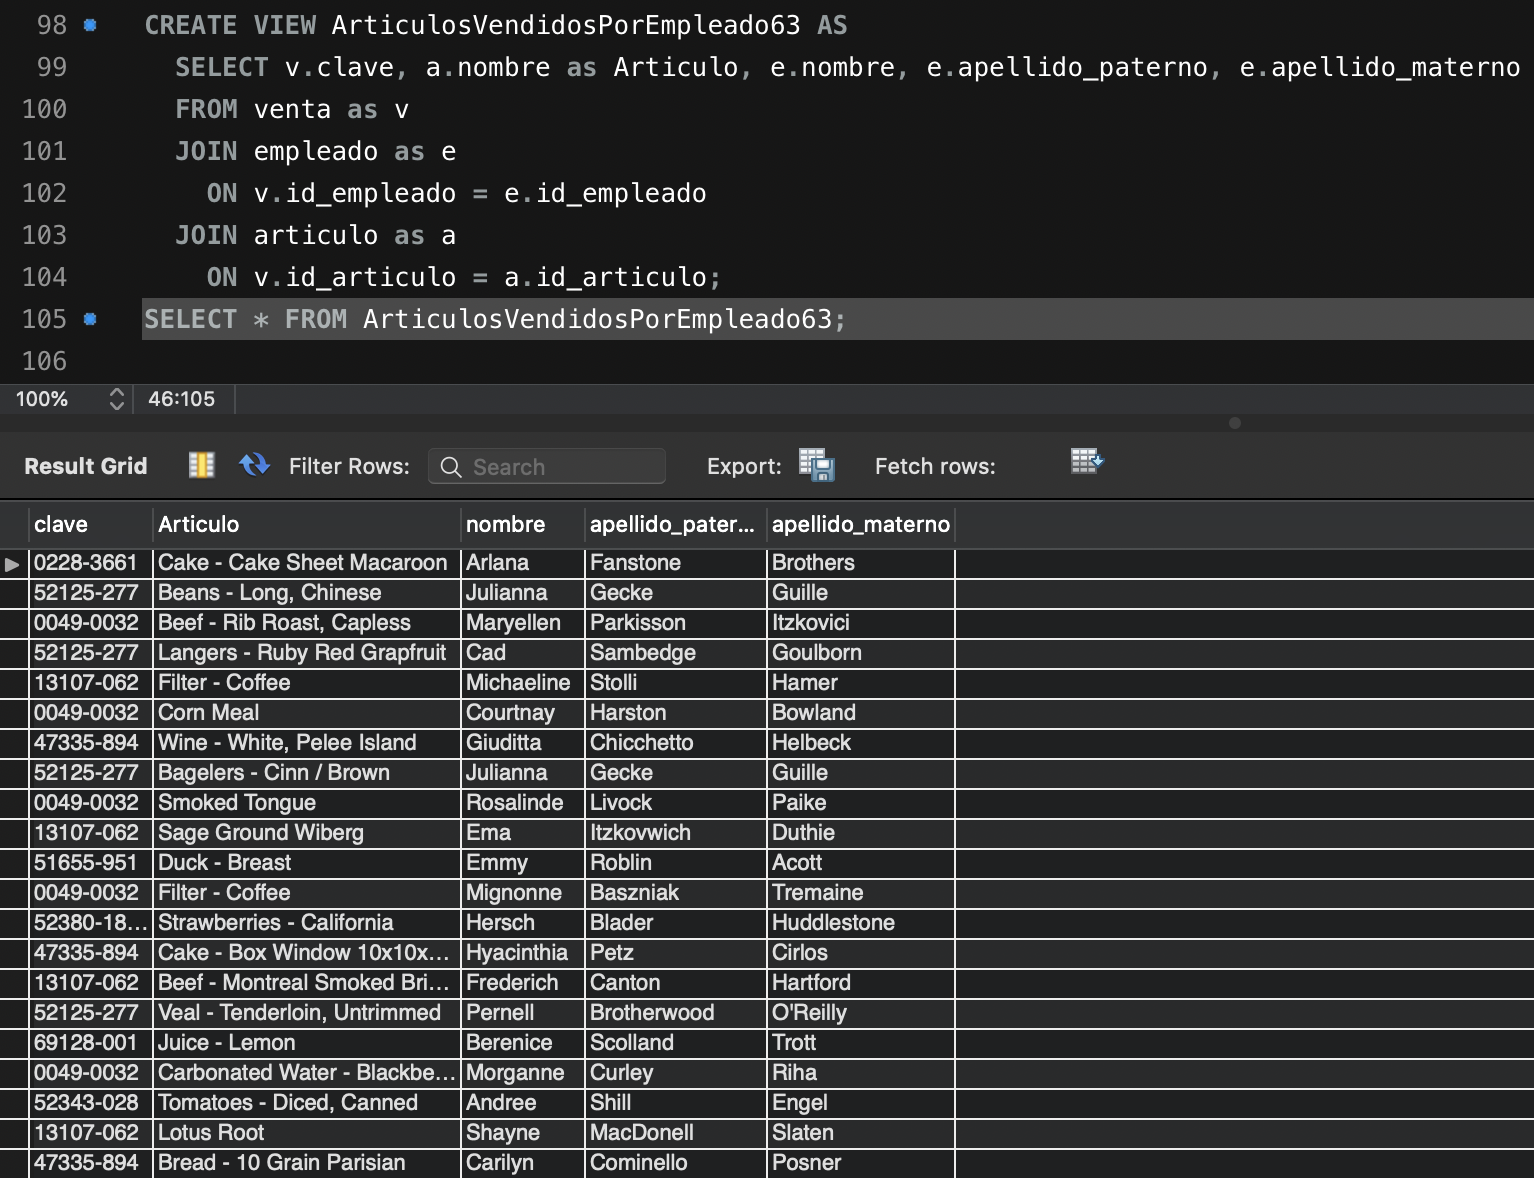 98 CREATE VIEW ArticulosVendidosPorEmpleado63 AS
99 SELECT v.clave, a.nombre as Articulo, e.nombre, e.apellido_paterno, e.apellido_materno
100 FROM venta as v
101 JOIN empleado as e
102 ON v.id_empleado = e.id_empleado
103 JOIN articulo as a
104 ON v.id_articulo = a.id_articulo;
105 SELECT * FROM ArticulosVendidosPorEmpleado63;
106
100% 46:105
Result Grid Filter Rows: Search Export: Fetch rows:
clave Articulo nombre apellido_pater... apellido_materno
0228-3661 Cake - Cake Sheet Macaroon Arlana Fanstone Brothers
52125-277 Beans - Long, Chinese Julianna Gecke Guille
0049-0032 Beef - Rib Roast, Capless Maryellen Parkisson Itzkovici
52125-277 Langers - Ruby Red Grapfruit Cad Sambedge Goulborn
13107-062 Filter - Coffee Michaeline Stolli Hamer
0049-0032 Corn Meal Courtnay Harston Bowland
47335-894 Wine - White, Pelee Island Giuditta Chicchetto Helbeck
52125-277 Bagelers - Cinn / Brown Julianna Gecke Guille
0049-0032 Smoked Tongue Rosalinde Livock Paike
13107-062 Sage Ground Wiberg Ema Itzkovwich Duthie
51655-951 Duck - Breast Emmy Roblin Acott
0049-0032 Filter - Coffee Mignonne Baszniak Tremaine
52380-18... Strawberries - California Hersch Blader Huddlestone
47335-894 Cake - Box Window 10x10x... Hyacinthia Petz Cirlos
13107-062 Beef - Montreal Smoked Bri... Frederich Canton Hartford
52125-277 Veal - Tenderloin, Untrimmed Pernell Brotherwood O'Reilly
69128-001 Juice - Lemon Berenice Scolland Trott
0049-0032 Carbonated Water - Blackbe... Morganne Curley Riha
52343-028 Tomatoes - Diced, Canned Andree Shill Engel
13107-062 Lotus Root Shayne MacDonell Slaten
47335-894 Bread - 10 Grain Parisian Carilyn Cominello Posner